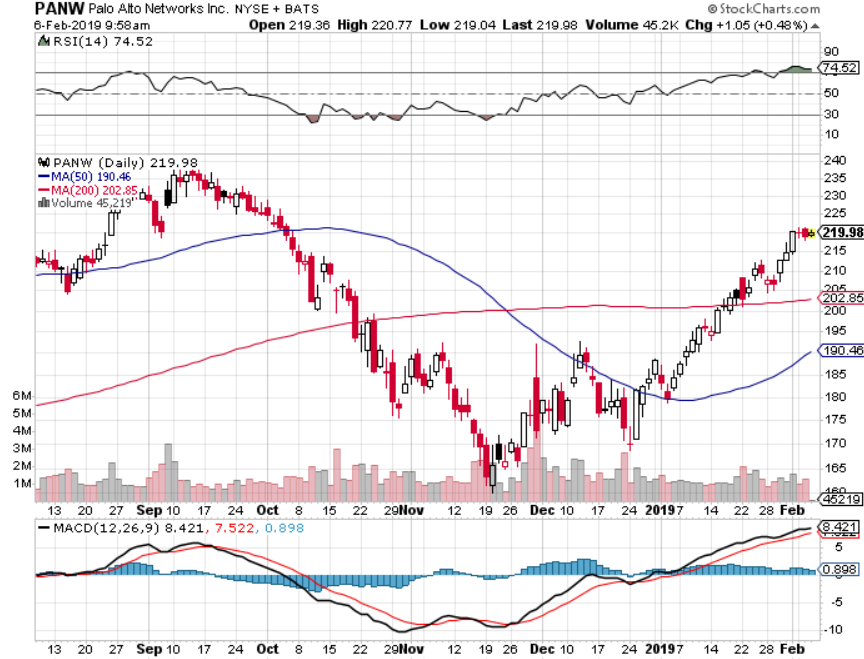 PANW Palo Alto Networks Inc. NYSE + BATS © StockCharts.com
6-Feb-2019 9:58am Open 219.36 High 220.77 Low 219.04 Last 219.98 Volume 45.2K Chg +1.05 (+0.48%)
RSI(14) 74.52
90
74.52
50
30
10
PANW (Daily) 219.98
MA(50) 190.46
MA(200) 202.85
Volume 45,219
240
235
230
225
219.98
215
210
205
202.85
200
195
190.46
185
180
175
170
165
160
45219
6M
5M
4M
3M
2M
1M
13 20 27 Sep 10 17 24 Oct 8 15 22 29 Nov 12 19 26 Dec 10 17 24 2019 7 14 22 28 Feb
MACD(12,26,9) 8.421, 7.522, 0.898
8.421
7.522
5
0.898
-5
-10
13 20 27 Sep 10 17 24 Oct 8 15 22 29 Nov 12 19 26 Dec 10 17 24 2019 7 14 22 28 Feb